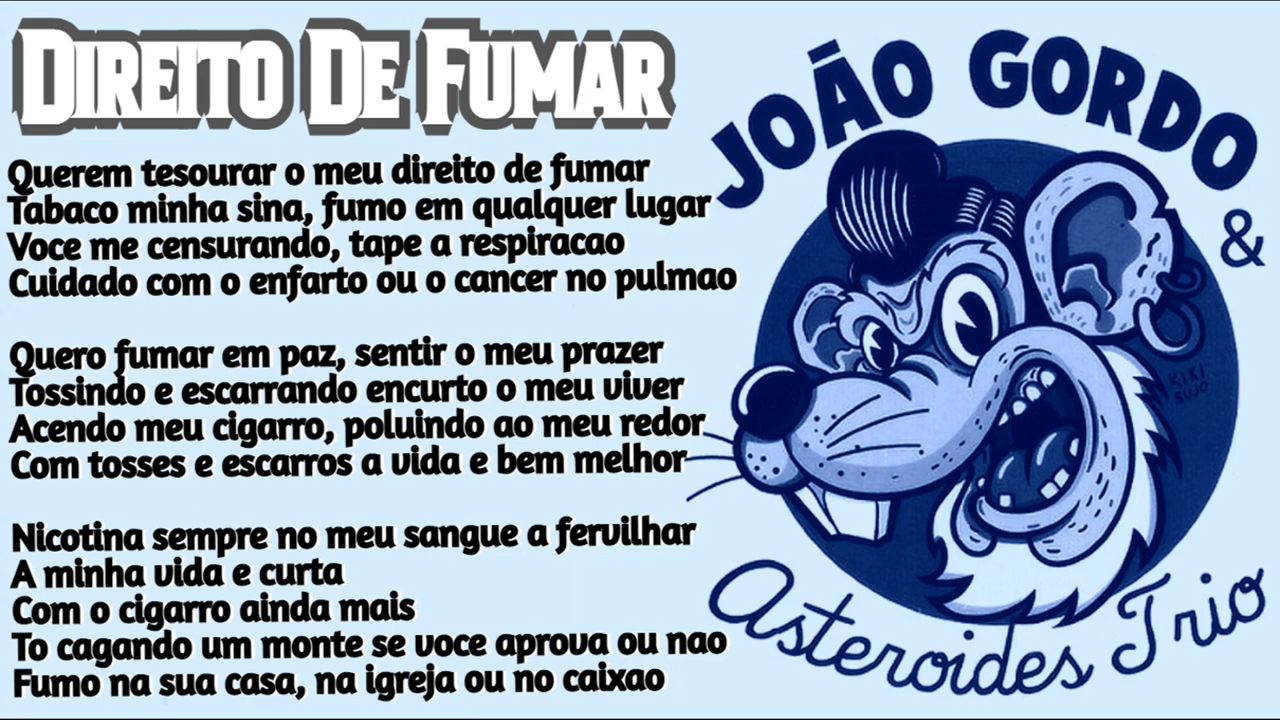 DIREITO DE FUMAR
Querem tesourar o meu direito de fumar
Tabaco minha sina, fumo em qualquer lugar
Voce me censurando, tape a respiracao
Cuidado com o enfarto ou o cancer no pulmao
Quero fumar em paz, sentir o meu prazer
Tossindo e escarrando encurto o meu viver
Acendo meu cigarro, poluindo ao meu redor
Com tosses e escarros a vida e bem melhor
Nicotina sempre no meu sangue a fervilhar
A minha vida e curta
Com o cigarro ainda mais
To cagando um monte se voce aprova ou nao
Fumo na sua casa, na igreja ou no caixao
JOÃO GORDO
&
KIKI
SUJO
Asteroides Trio